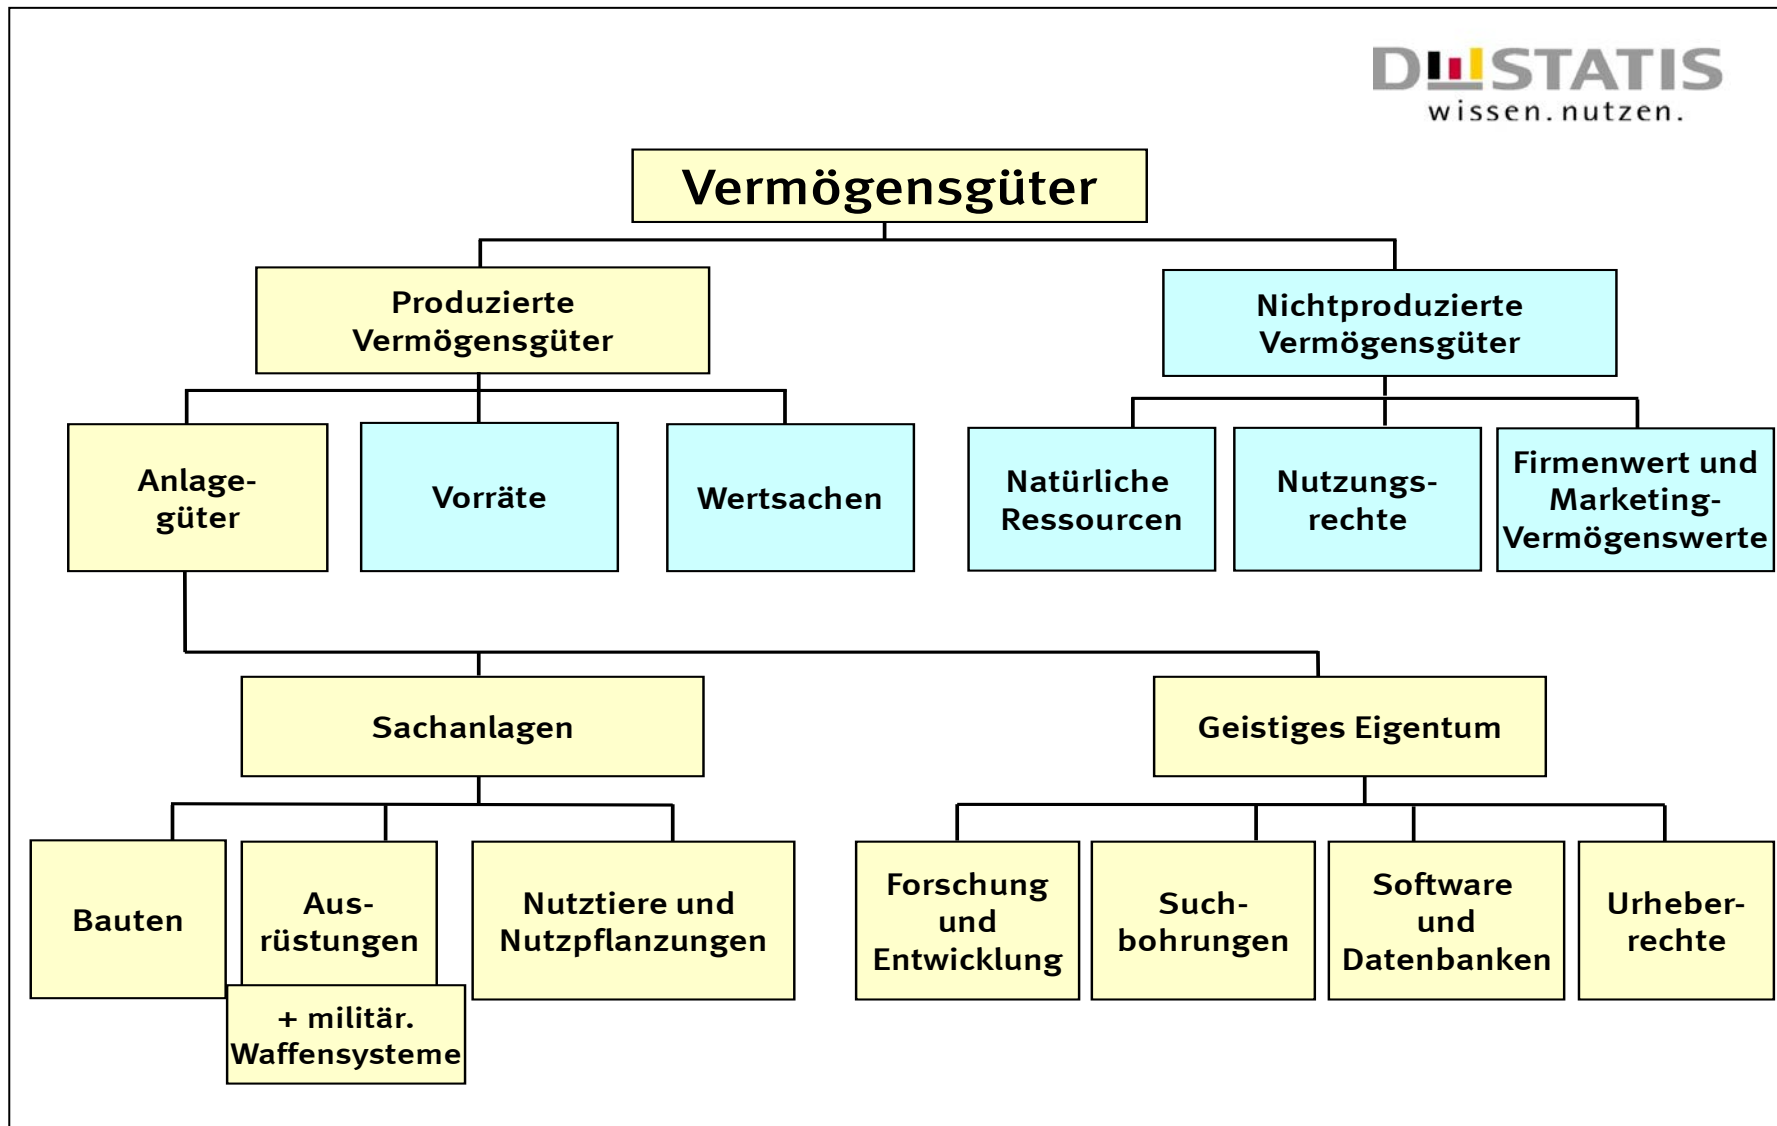 DESTATIS
wissen.nutzen.
Vermögensgüter
Produzierte
Vermögensgüter
Nichtproduzierte
Vermögensgüter
Anlage-
güter
Vorräte
Wertsachen
Natürliche
Ressourcen
Nutzungs-
rechte
Firmenwert und
Marketing-
Vermögenswerte
Sachanlagen
Geistiges Eigentum
Bauten
Aus-
rüstungen
+ militär.
Waffensysteme
Nutztiere und
Nutzpflanzungen
Forschung
und
Entwicklung
Such-
bohrungen
Software
und
Datenbanken
Urheber-
rechte